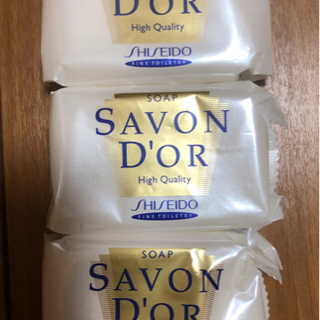 D'OR
High Quality
SHISEIDO
FINE TOILETRY
SOAP
SAVON
D'OR
High Quality
SHISEIDO
FINE TOILETRY
SOAP
SAVON
D'OR